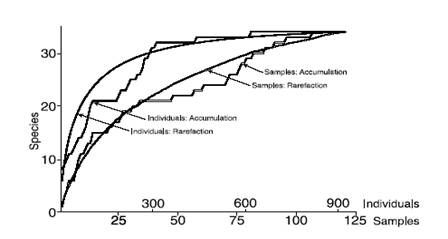 Species
30
20
10
0
Samples: Accumulation
Samples: Rarefaction
Individuals: Accumulation
Individuals: Rarefaction
300 600 900 Individuals
25 50 75 100 125 Samples